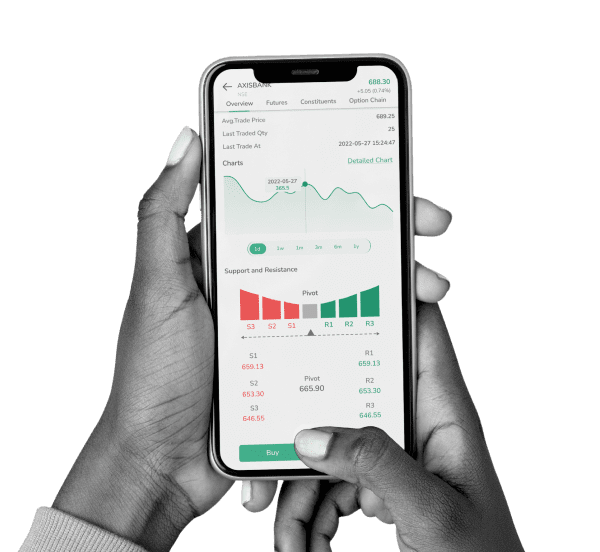 AXISBANK
688.30
NSE
+5.05 (0.74%)
Overview Futures Constituents Option Chain
Avg.Trade Price 689.25
Last Traded Qty 25
Last Trade At 2022-05-27 15:24:47
Charts Detailed Chart
2022-05-27
365.5
1d 1w 1m 3m 6m 1y
Support and Resistance
Pivot
S3 S2 S1 R1 R2 R3
S1 R1
659.13 659.13
Pivot
665.90
S2 R2
653.30 653.30
S3 R3
646.55 646.55
Buy